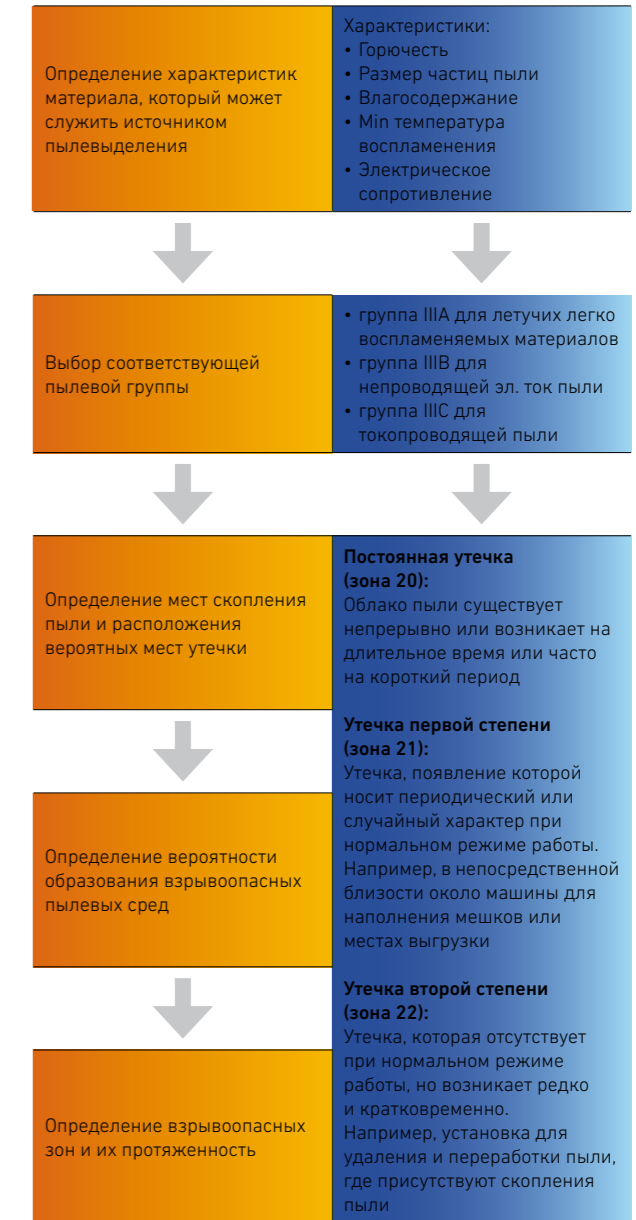 Определение характеристик
материала, который может
служить источником
пылевыделения
Характеристики:
• Горючесть
• Размер частиц пыли
• Влагосодержание
• Min температура
воспламенения
• Электрическое
сопротивление
Выбор соответствующей
пылевой группы
• группа IIIA для летучих легко
воспламеняемых материалов
• группа IIIB для
непроводящей эл. ток пыли
• группа IIIC для
токопроводящей пыли
Определение мест скопления
пыли и расположения
вероятных мест утечки
Определение вероятности
образования взрывоопасных
пылевых сред
Определение взрывоопасных
зон и их протяженность
Постоянная утечка
(зона 20):
Облако пыли существует
непрерывно или возникает на
длительное время или часто
на короткий период
Утечка первой степени
(зона 21):
Утечка, появление которой
носит периодический или
случайный характер при
нормальном режиме работы.
Например, в непосредственной
близости около машины для
наполнения мешков или
местах выгрузки
Утечка второй степени
(зона 22):
Утечка, которая отсутствует
при нормальном режиме
работы, но возникает редко
и кратковременно.
Например, установка для
удаления и переработки пыли,
где присутствуют скопления
пыли